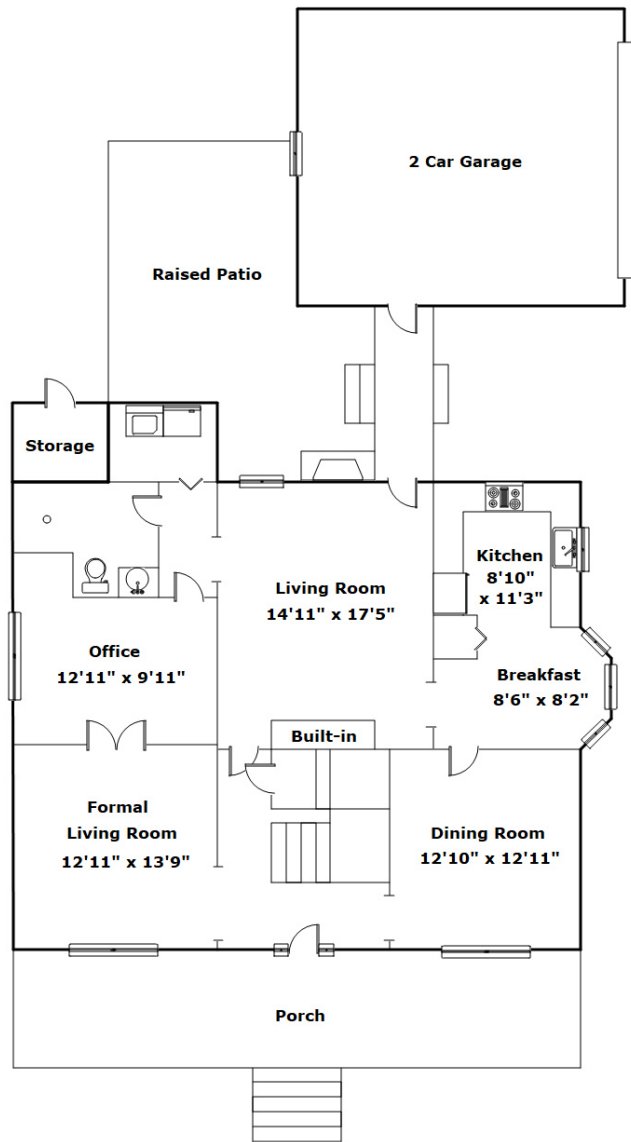 2 Car Garage
Raised Patio
Storage
Kitchen
8'10"
x 11'3"
Living Room
14'11" x 17'5"
Office
12'11" x 9'11"
Breakfast
8'6" x 8'2"
Built-in
Formal
Living Room
12'11" x 13'9"
Dining Room
12'10" x 12'11"
Porch